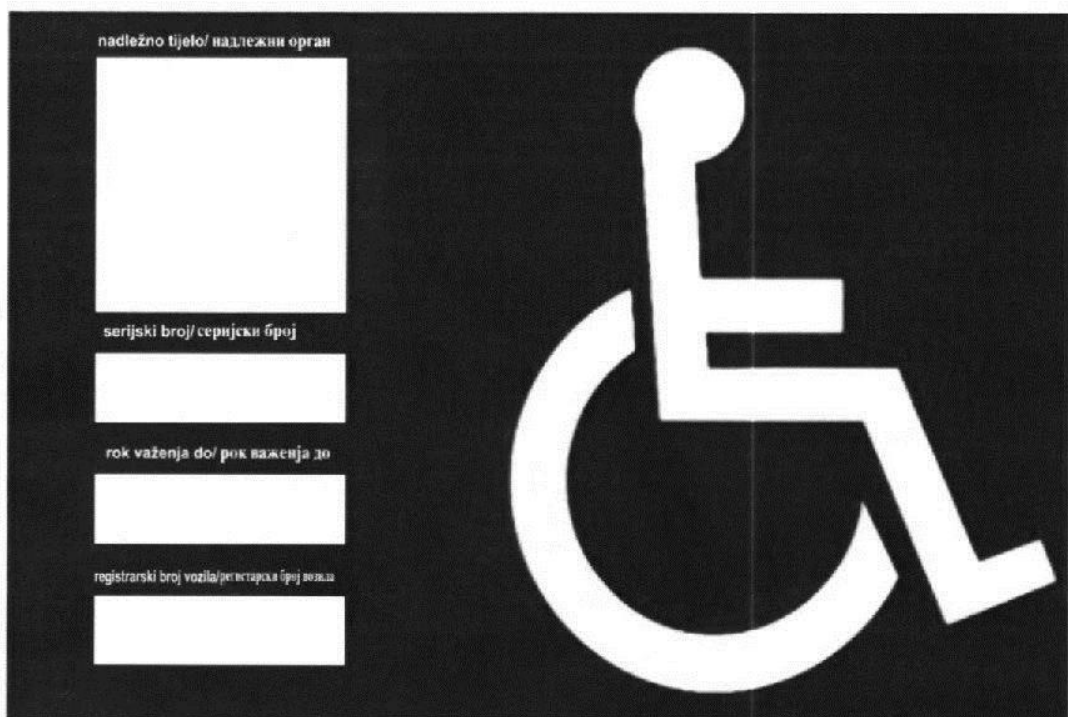 nadležno tijelo/ надлежни орган
serijski broj/ серијски број
rok važenja do/ рок важенја до
registrarski broj vozila/регистарски број возила